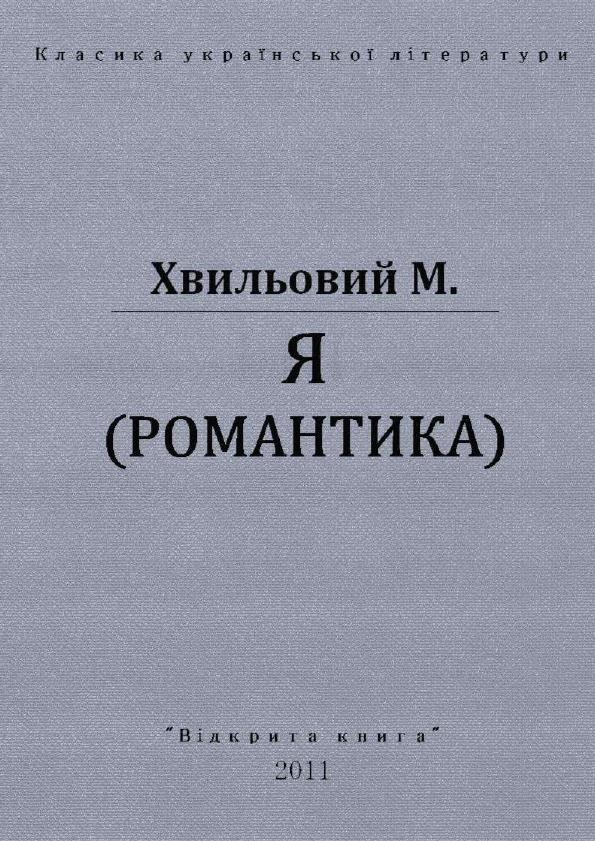 Класика української літератури
Хвильовий М.
Я
(РОМАНТИКА)
"Відкрита книга"
2011